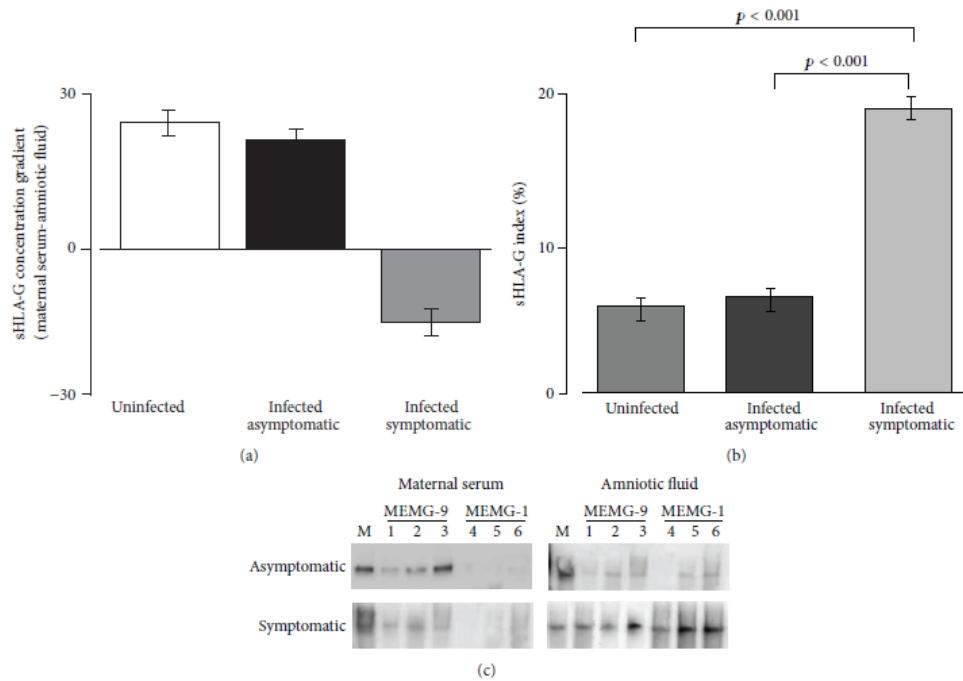 (a)
30
0
−30
sHLA-G concentration gradient
(maternal serum-amniotic fluid)
Uninfected
Infected
asymptomatic
Infected
symptomatic
(b)
p < 0.001
p < 0.001
20
10
0
sHLA-G index (%)
Uninfected
Infected
asymptomatic
Infected
symptomatic
Maternal serum
Amniotic fluid
MEMG-9 MEMG-1
M 1 2 3 4 5 6
MEMG-9 MEMG-1
M 1 2 3 4 5 6
Asymptomatic
Symptomatic
(c)